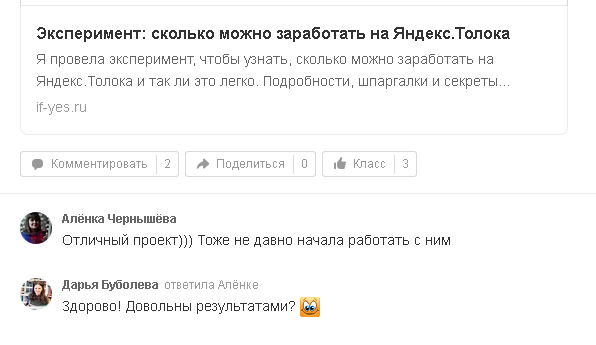 Эксперимент: сколько можно заработать на Яндекс.Толока
Я провела эксперимент, чтобы узнать, сколько можно заработать на
Яндекс.Толока и так ли это легко. Подробности, шпаргалки и секреты...
if-yes.ru
Комментировать 2 Поделиться 0 Класс 3
Алёнка Чернышёва
Отличный проект))) Тоже не давно начала работать с ним
Дарья Буболева ответила Алёнке
Здорово! Довольны результатами?